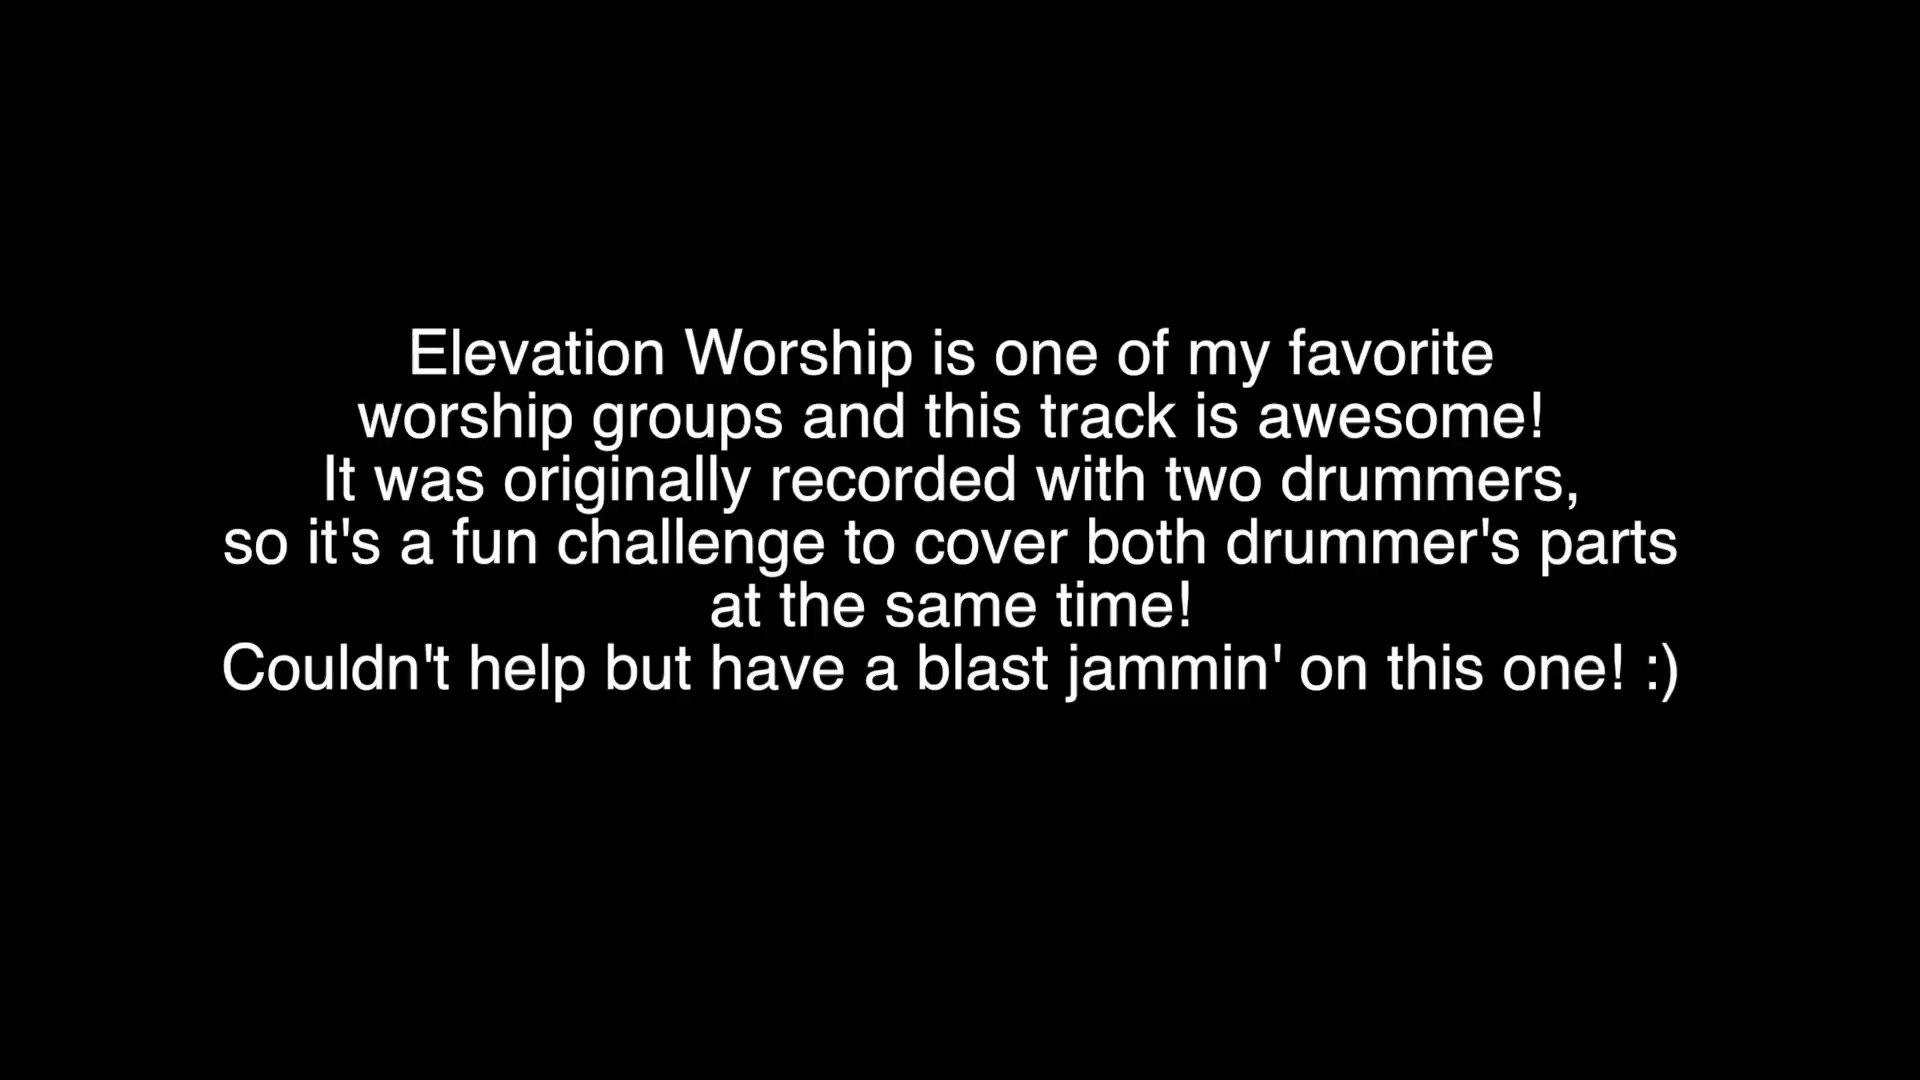 Elevation Worship is one of my favorite
worship groups and this track is awesome!
It was originally recorded with two drummers,
so it's a fun challenge to cover both drummer's parts
at the same time!
Couldn't help but have a blast jammin' on this one! :)